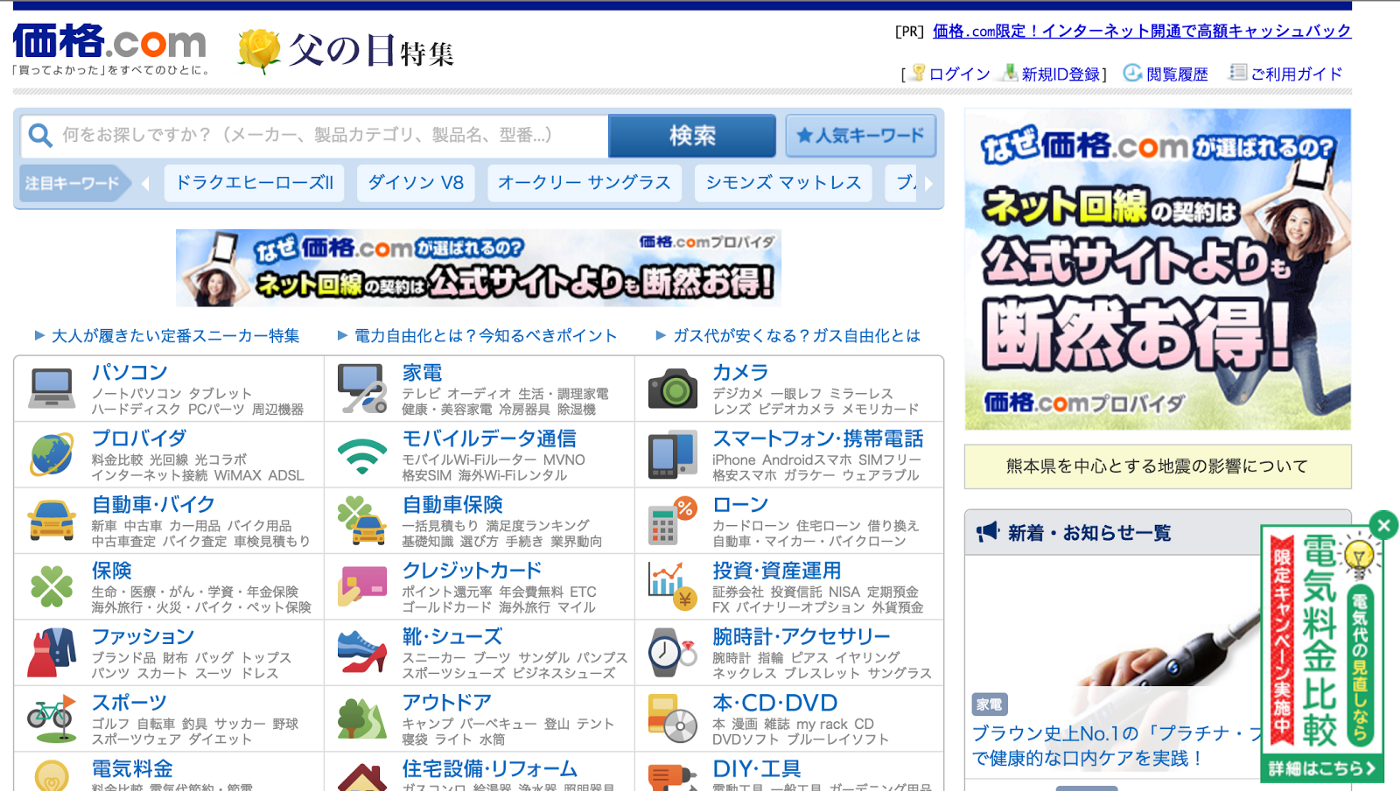 価格.com
「買ってよかった」をすべてのひとに。
父の日特集
[PR] 価格.com限定！インターネット開通で高額キャッシュバック
[ログイン 新規ID登録] 閲覧履歴 ご利用ガイド
何をお探しですか？（メーカー、製品カテゴリ、製品名、型番...）
検索
★人気キーワード
注目キーワード
ドラクエヒーローズII
ダイソン V8
オークリー サングラス
シモンズ マットレス
なぜ価格.comが選ばれるの？
価格.comプロバイダ
ネット回線の契約は公式サイトよりも断然お得！
大人が履きたい定番スニーカー特集
電力自由化とは？今知るべきポイント
ガス代が安くなる？ガス自由化とは
パソコン
ノートパソコン タブレット
ハードディスク PCパーツ 周辺機器
家電
テレビ オーディオ 生活・調理家電
健康・美容家電 冷房器具 除湿機
カメラ
デジカメ 一眼レフ ミラーレス
レンズ ビデオカメラ メモリカード
プロバイダ
料金比較 光回線 光コラボ
インターネット接続 WiMAX ADSL
モバイルデータ通信
モバイルWi-Fiルーター MVNO
格安SIM 海外Wi-Fiレンタル
スマートフォン・携帯電話
iPhone Androidスマホ SIMフリー
格安スマホ ガラケー ウェアラブル
自動車・バイク
新車 中古車 カー用品 バイク用品
中古車査定 バイク査定 車検見積もり
自動車保険
一括見積もり 満足度ランキング
基礎知識 選び方 手続き 業界動向
ローン
カードローン 住宅ローン 借り換え
自動車・マイカー・バイクローン
保険
生命・医療・がん・学資・年金保険
海外旅行・火災・バイク・ペット保険
クレジットカード
ポイント還元率 年会費無料 ETC
ゴールドカード 海外旅行 マイル
投資・資産運用
証券会社 投資信託 NISA 定期預金
FX バイナリーオプション 外貨預金
ファッション
ブランド品 財布 バッグ トップス
パンツ スカート スーツ ドレス
靴・シューズ
スニーカー ブーツ サンダル パンプス
スポーツシューズ ビジネスシューズ
腕時計・アクセサリー
腕時計 指輪 ピアス イヤリング
ネックレス ブレスレット サングラス
スポーツ
ゴルフ 自転車 釣具 サッカー 野球
スポーツウェア ダイエット
アウトドア
キャンプ バーベキュー 登山 テント
寝袋 ライト 水筒
本・CD・DVD
本 漫画 雑誌 my rack CD
DVDソフト ブルーレイソフト
電気料金
料金比較 電気代節約・節電
住宅設備・リフォーム
ガスコンロ 給湯器 浄水器 照明器具
DIY・工具
電動工具 一般工具 ガーデニング用品
なぜ価格.comが選ばれるの？
ネット回線の契約は
公式サイトよりも
断然お得！
価格.comプロバイダ
熊本県を中心とする地震の影響について
新着・お知らせ一覧
家電
ブラウン史上No.1の「プラチナ・
で健康的な口内ケアを実践！
電気代の見直しなら
電気料金比較
限定キャンペーン実施中
詳細はこちら